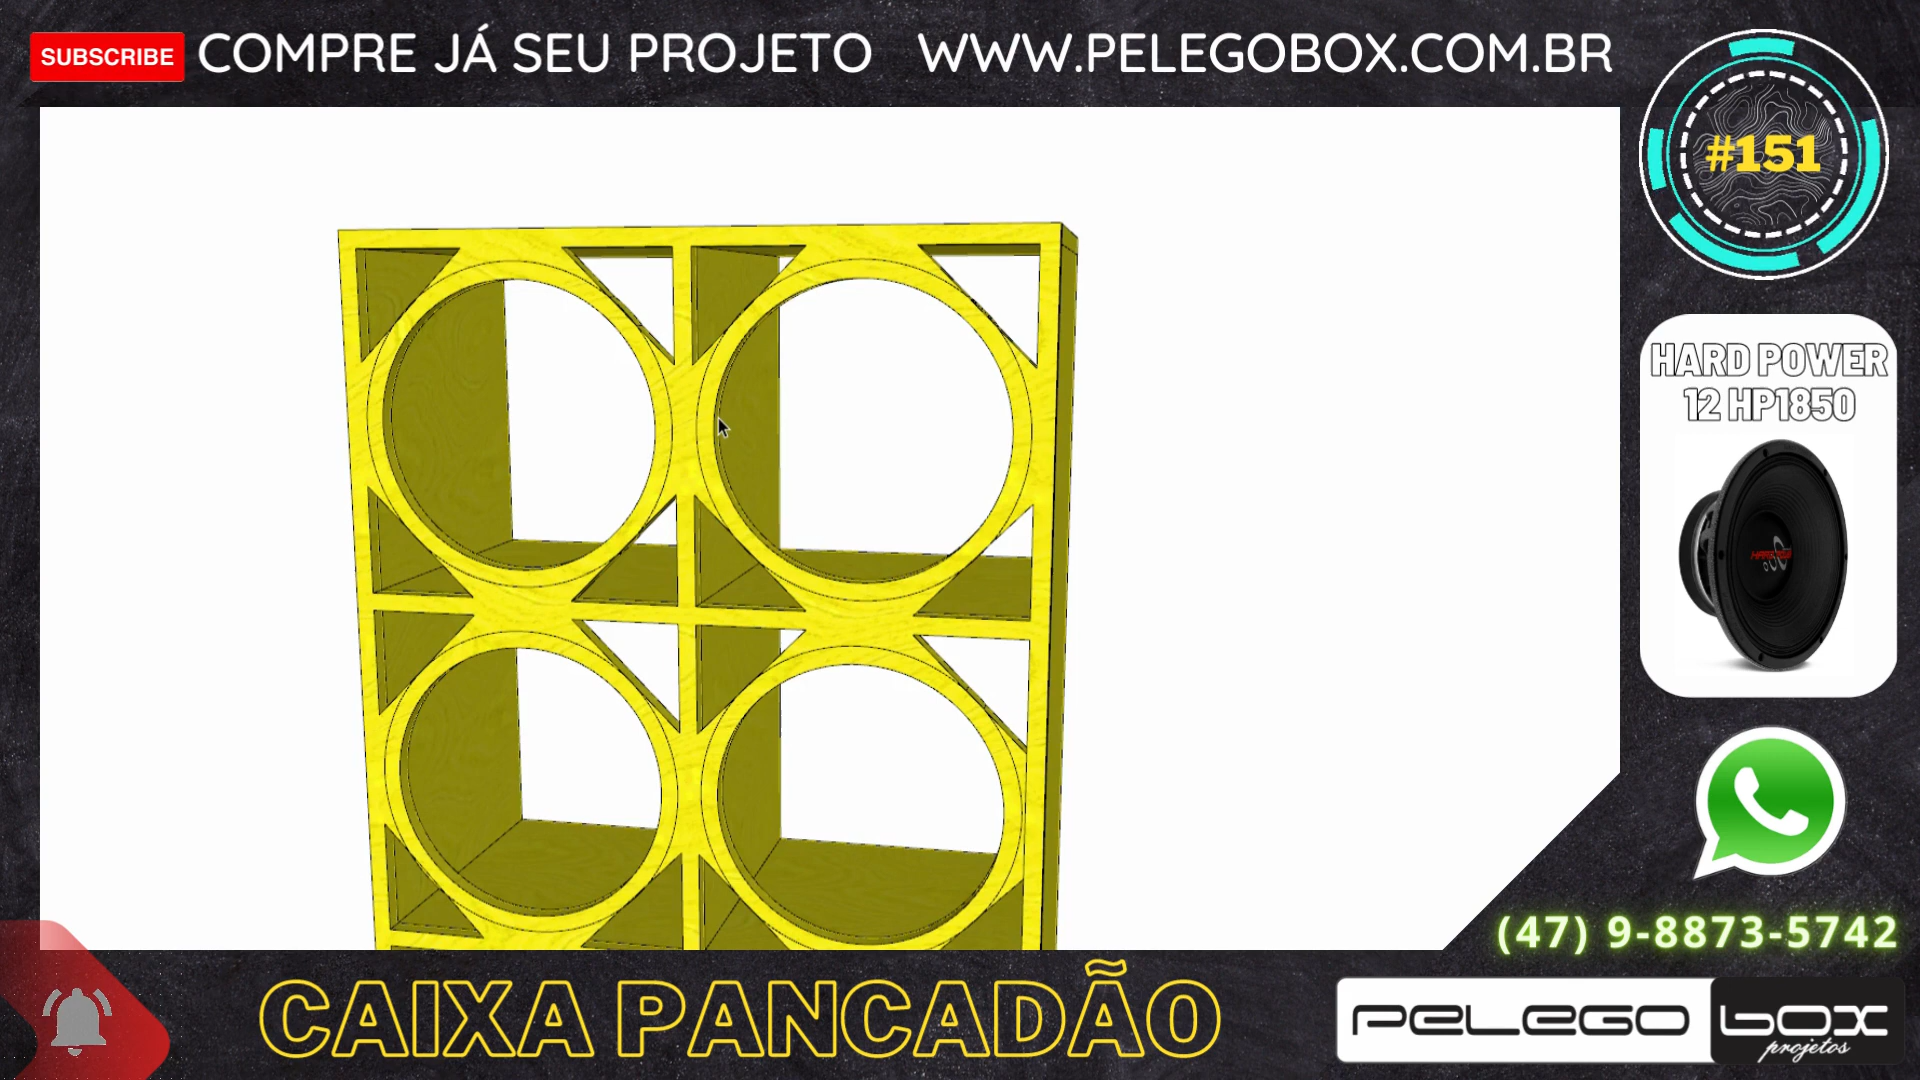 SUBSCRIBE COMPRE JÁ SEU PROJETO WWW.PELEGOBOX.COM.BR
#151
HARD POWER
12 HP1850
(47) 9-8873-5742
CAIXA PANCADÃO
PELEGO box
projetos